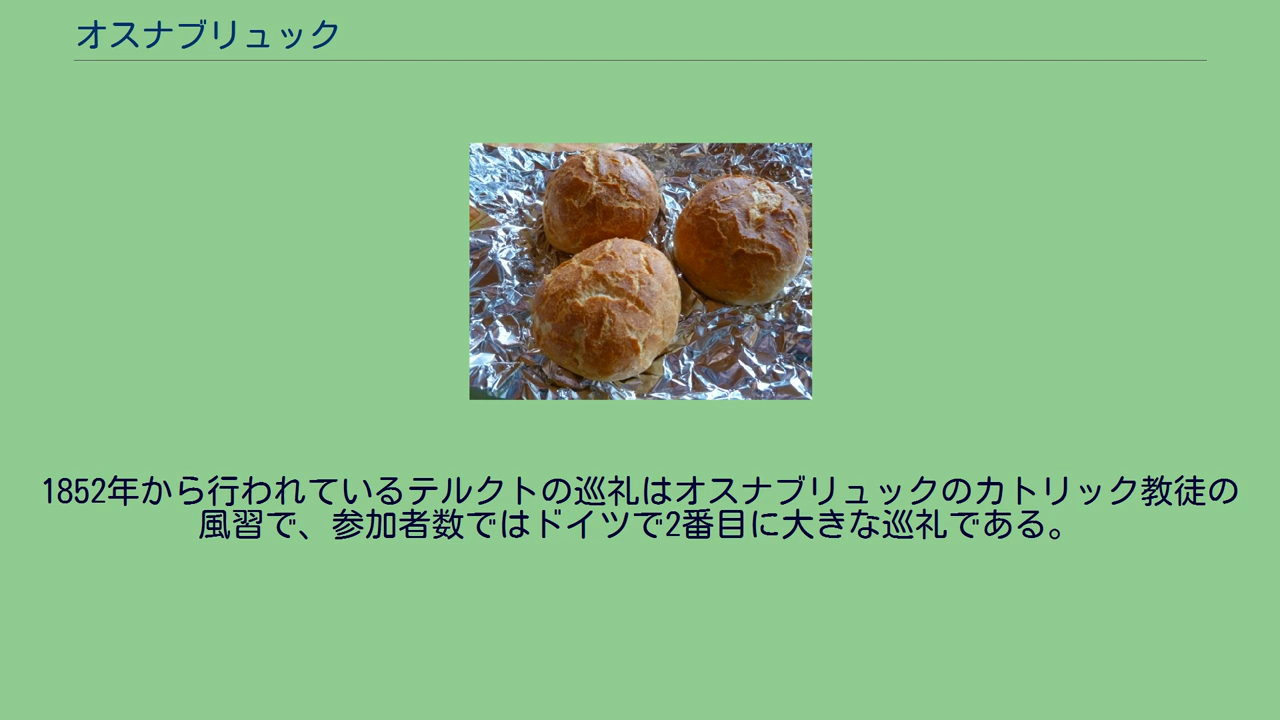 オスナブリュック
1852年から行われているテルクトの巡礼はオスナブリュックのカトリック教徒の
風習で、参加者数ではドイツで2番目に大きな巡礼である。